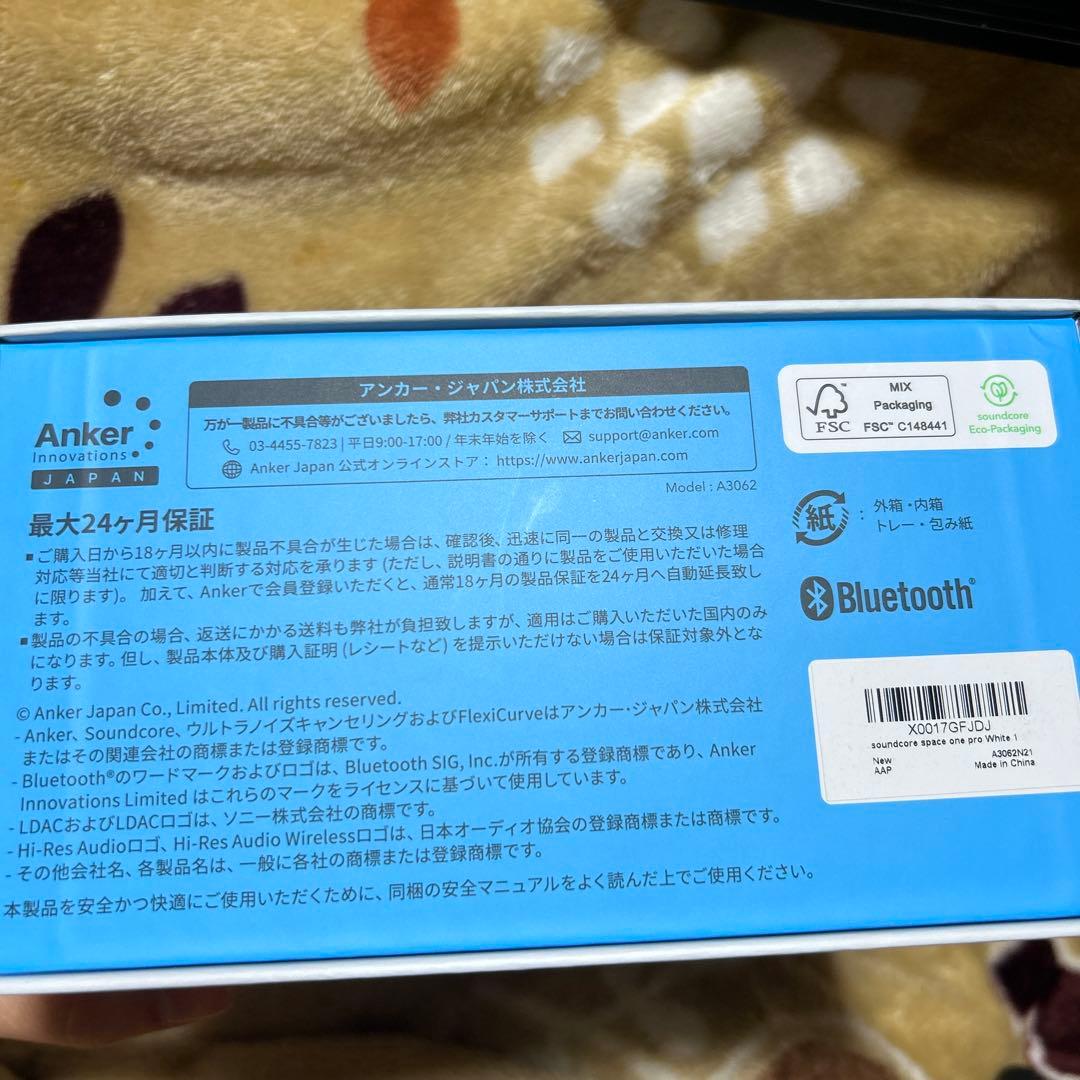 Anker
Innovations
JAPAN
アンカー・ジャパン株式会社
万が一製品に不具合等がございましたら、弊社カスタマーサポートまでお問い合わせください。
03-4455-7823 | 平日9:00-17:00 / 年末年始を除く support@anker.com
Anker Japan 公式オンラインストア : https://www.ankerjapan.com
Model : A3062
最大24ヶ月保証
■ご購入日から18ヶ月以内に製品不具合が生じた場合は、確認後、迅速に同一の製品と交換又は修理
対応等当社にて適切と判断する対応を承ります (ただし、説明書の通りに製品をご使用いただいた場合
に限ります)。 加えて、Ankerで会員登録いただくと、通常18ヶ月の製品保証を24ヶ月へ自動延長致し
ます。
■製品の不具合の場合、返送にかかる送料も弊社が負担致しますが、適用はご購入いただいた国内のみ
になります。但し、製品本体及び購入証明 (レシートなど) を提示いただけない場合は保証対象外とな
ります。
© Anker Japan Co., Limited. All rights reserved.
- Anker、Soundcore、ウルトラノイズキャンセリングおよびFlexiCurveはアンカー・ジャパン株式会社
またはその関連会社の商標または登録商標です。
- Bluetooth®のワードマークおよびロゴは、Bluetooth SIG, Inc.が所有する登録商標であり、Anker
Innovations Limited はこれらのマークをライセンスに基づいて使用しています。
- LDACおよびLDACロゴは、ソニー株式会社の商標です。
- Hi-Res Audioロゴ、Hi-Res Audio Wirelessロゴは、日本オーディオ協会の登録商標または商標です。
- その他会社名、各製品名は、一般に各社の商標または登録商標です。
本製品を安全かつ快適にご使用いただくために、同梱の安全マニュアルをよく読んだ上でご使用ください。
FSC™
MIX
Packaging
FSC™ C148441
soundcore
Eco-Packaging
紙 : 外箱・内箱
トレー・包み紙
Bluetooth®
X0017GFJDJ
soundcore space one pro White 1
A3062N21
New
Made in China
AAP